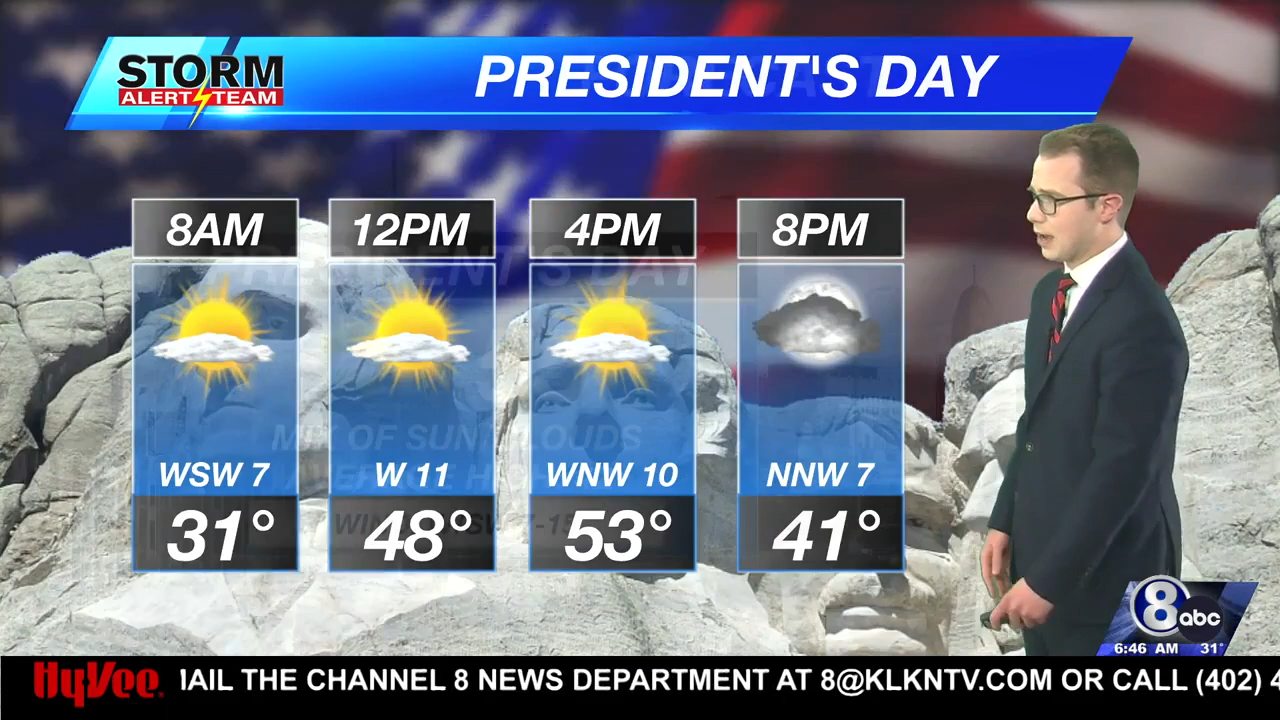 STORM
ALERT TEAM
PRESIDENT'S DAY
8AM
12PM
4PM
8PM
WSW 7
W 11
WNW 10
NNW 7
31°
48°
53°
41°
8 abc
6:46 AM 31°
HyVee. IAIL THE CHANNEL 8 NEWS DEPARTMENT AT 8@KLKNTV.COM OR CALL (402) 4